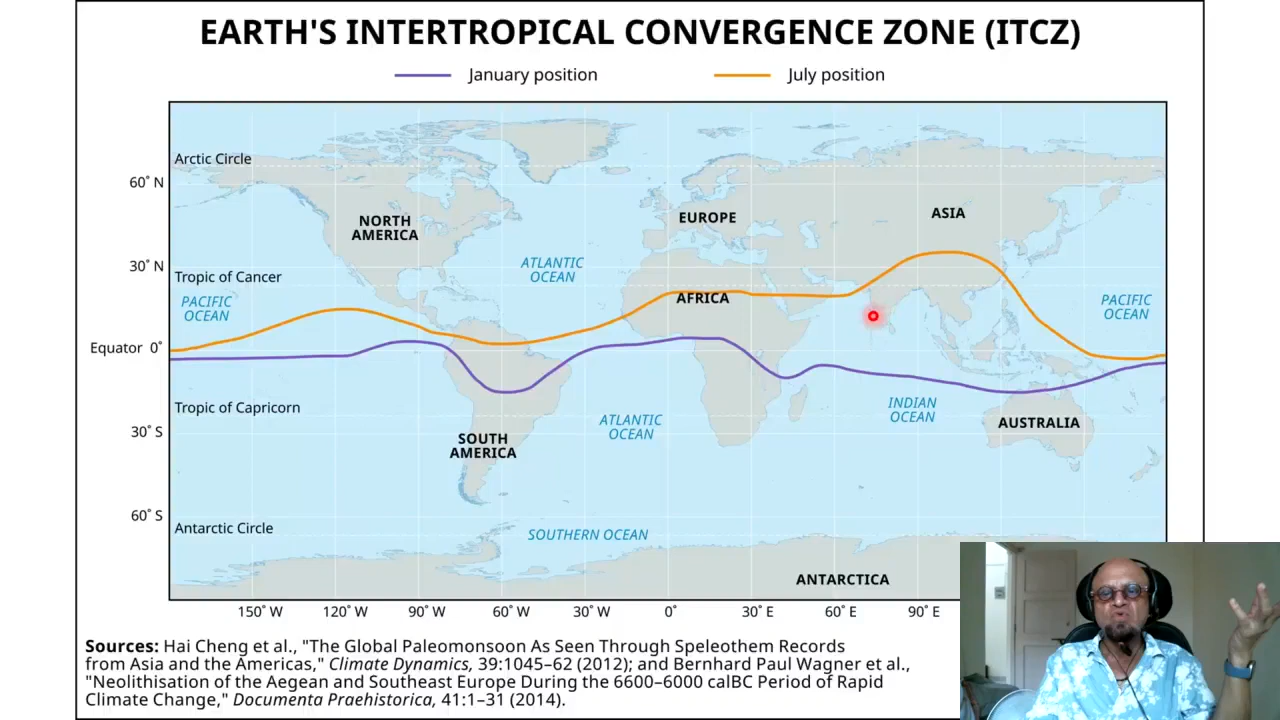 EARTH'S INTERTROPICAL CONVERGENCE ZONE (ITCZ)
January position
July position
Arctic Circle
60° N
NORTH
AMERICA
EUROPE
ASIA
ATLANTIC
OCEAN
30° N
Tropic of Cancer
PACIFIC
OCEAN
AFRICA
PACIFIC
OCEAN
Equator 0°
Tropic of Capricorn
INDIAN
OCEAN
ATLANTIC
OCEAN
AUSTRALIA
30° S
SOUTH
AMERICA
60° S
Antarctic Circle
SOUTHERN OCEAN
ANTARCTICA
150° W
120° W
90° W
60° W
30° W
0°
30° E
60° E
90° E
Sources: Hai Cheng et al., "The Global Paleomonsoon As Seen Through Speleothem Records
from Asia and the Americas," Climate Dynamics, 39:1045–62 (2012); and Bernhard Paul Wagner et al.,
"Neolithisation of the Aegean and Southeast Europe During the 6600–6000 calBC Period of Rapid
Climate Change," Documenta Praehistorica, 41:1–31 (2014).